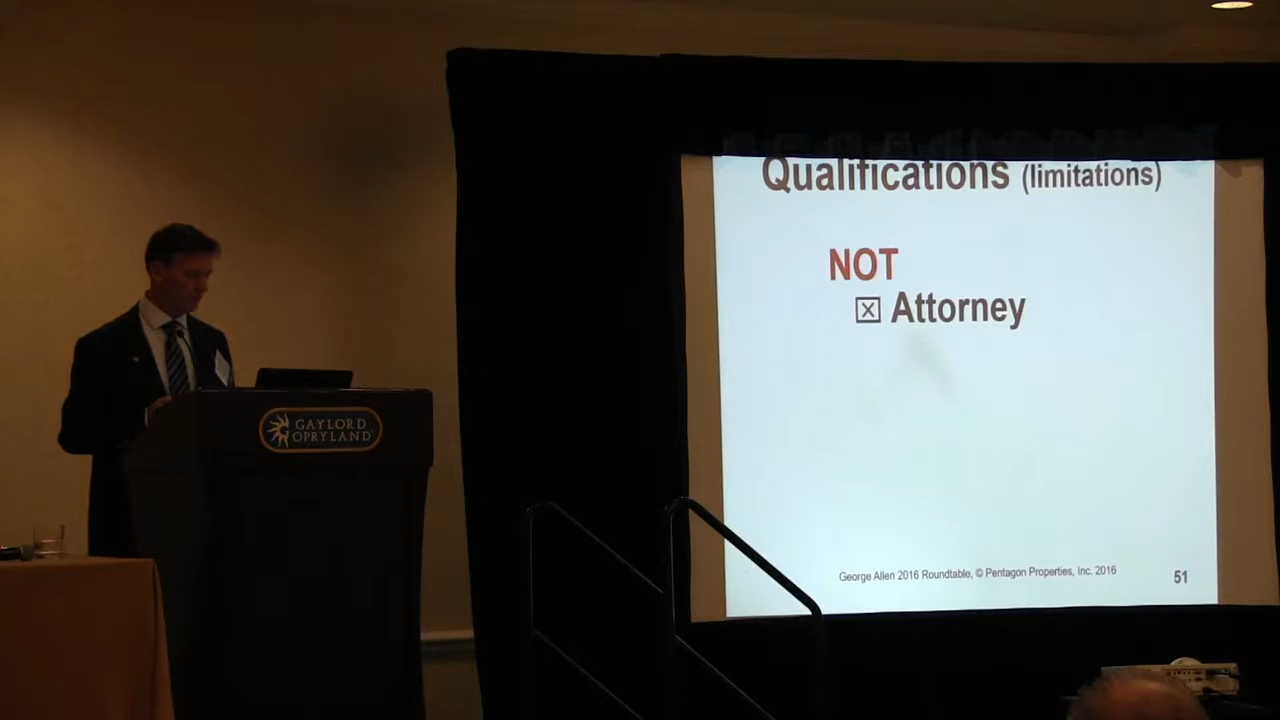 GAYLORD
OPRYLAND
Qualifications (limitations)
NOT
Attorney
George Allen 2016 Roundtable, © Pentagon Properties, Inc. 2016
51